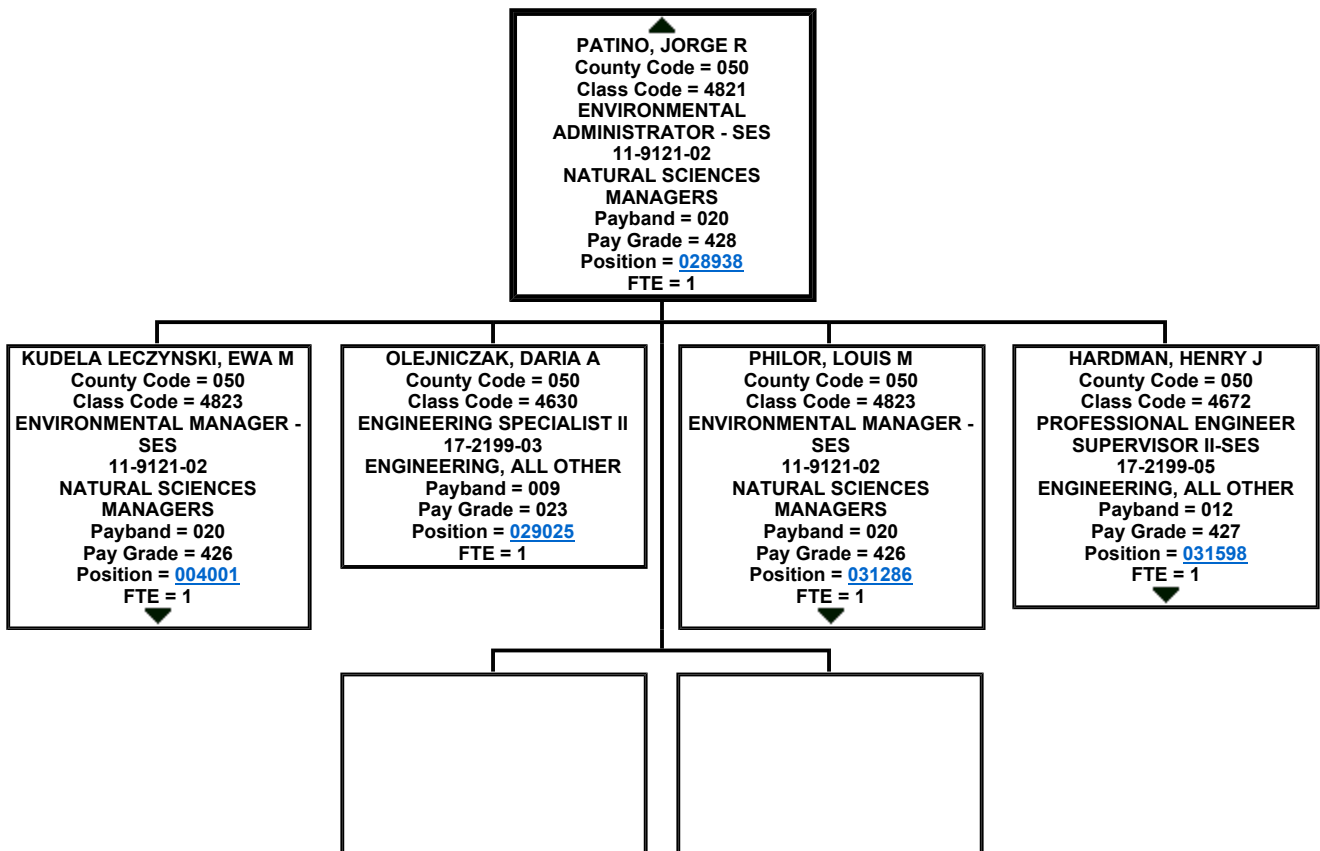 PATINO, JORGE R
County Code = 050
Class Code = 4821
ENVIRONMENTAL
ADMINISTRATOR - SES
11-9121-02
NATURAL SCIENCES
MANAGERS
Payband = 020
Pay Grade = 428
Position = 028938
FTE = 1
KUDELA LECZYNSKI, EWA M
County Code = 050
Class Code = 4823
ENVIRONMENTAL MANAGER -
SES
11-9121-02
NATURAL SCIENCES
MANAGERS
Payband = 020
Pay Grade = 426
Position = 004001
FTE = 1
OLEJNICZAK, DARIA A
County Code = 050
Class Code = 4630
ENGINEERING SPECIALIST II
17-2199-03
ENGINEERING, ALL OTHER
Payband = 009
Pay Grade = 023
Position = 029025
FTE = 1
PHILOR, LOUIS M
County Code = 050
Class Code = 4823
ENVIRONMENTAL MANAGER -
SES
11-9121-02
NATURAL SCIENCES
MANAGERS
Payband = 020
Pay Grade = 426
Position = 031286
FTE = 1
HARDMAN, HENRY J
County Code = 050
Class Code = 4672
PROFESSIONAL ENGINEER
SUPERVISOR II-SES
17-2199-05
ENGINEERING, ALL OTHER
Payband = 012
Pay Grade = 427
Position = 031598
FTE = 1